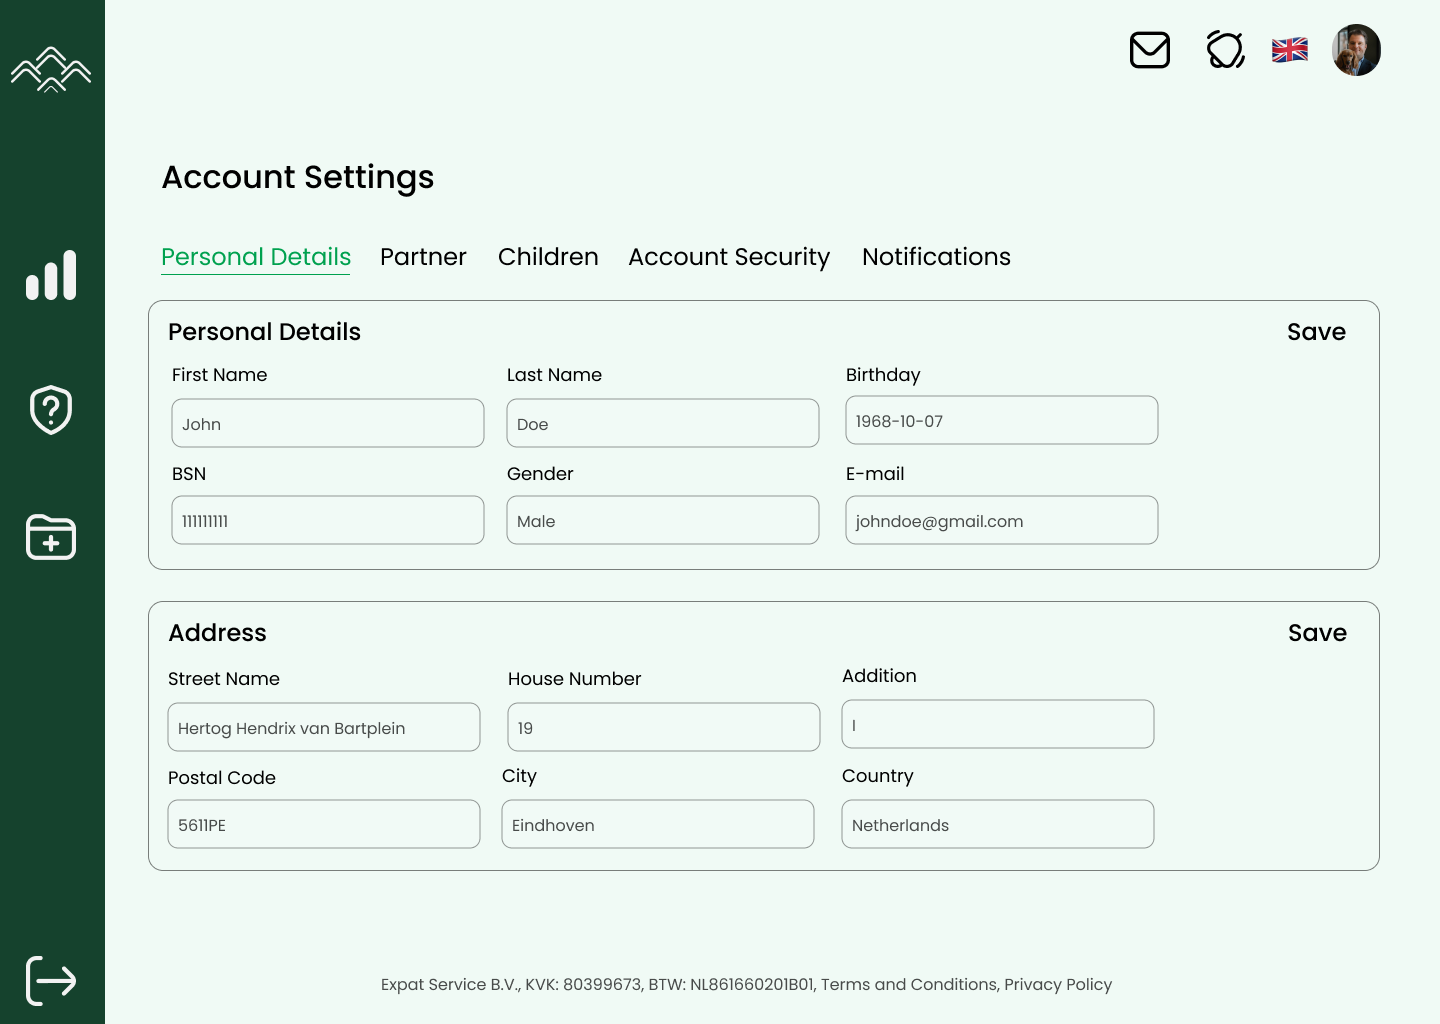 Account Settings
Personal Details Partner Children Account Security Notifications
Personal Details Save
First Name Last Name Birthday
John Doe 1968-10-07
BSN Gender E-mail
111111111 Male johndoe@gmail.com
Address Save
Street Name House Number Addition
Hertog Hendrix van Bartplein 19 I
Postal Code City Country
5611PE Eindhoven Netherlands
Expat Service B.V., KVK: 80399673, BTW: NL861660201B01, Terms and Conditions, Privacy Policy